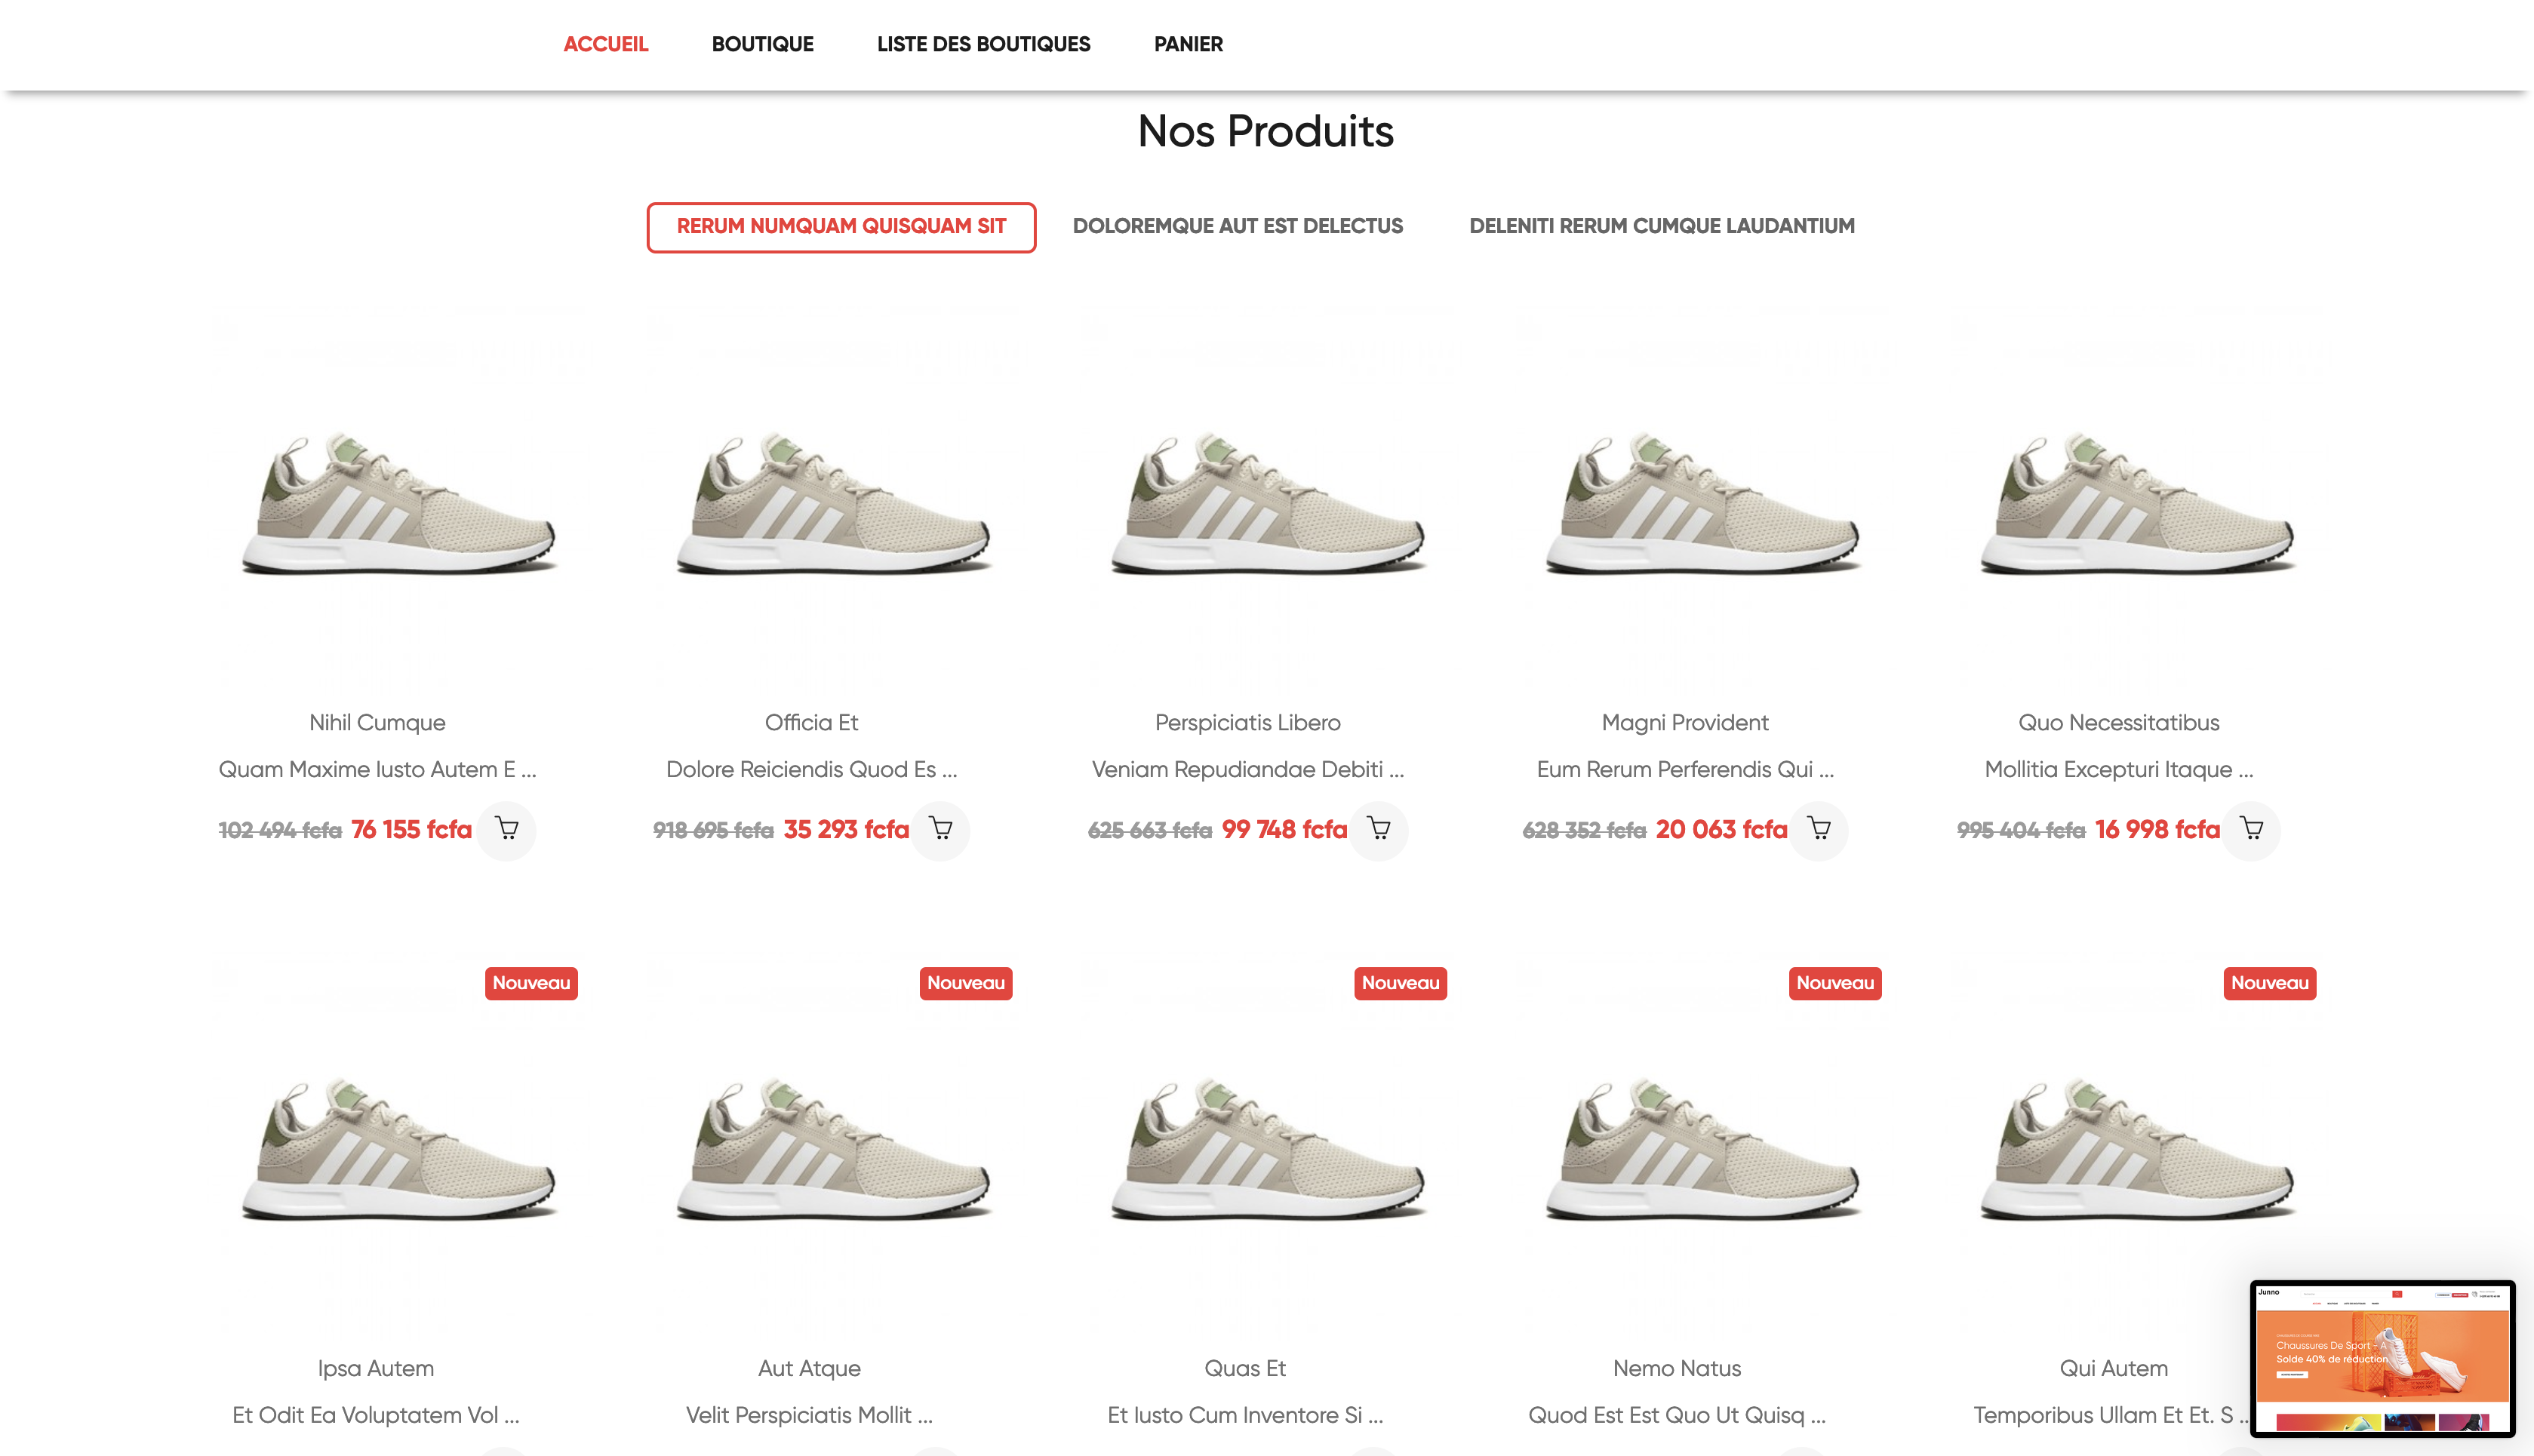 ACCUEIL BOUTIQUE LISTE DES BOUTIQUES PANIER
Nos Produits
RERUM NUMQUAM QUISQUAM SIT DOLOREMQUE AUT EST DELECTUS DELENITI RERUM CUMQUE LAUDANTIUM
Nihil Cumque Officia Et Perspiciatis Libero Magni Provident Quo Necessitatibus
Quam Maxime Iusto Autem E ... Dolore Reiciendis Quod Es ... Veniam Repudiandae Debiti ... Eum Rerum Perferendis Qui ... Mollitia Excepturi Itaque ...
102 494 fcfa 76 155 fcfa 918 695 fcfa 35 293 fcfa 625 663 fcfa 99 748 fcfa 628 352 fcfa 20 063 fcfa 995 404 fcfa 16 998 fcfa
Nouveau Nouveau Nouveau Nouveau Nouveau
Ipsa Autem Aut Atque Quas Et Nemo Natus Qui Autem
Et Odit Ea Voluptatem Vol ... Velit Perspiciatis Mollit ... Et Iusto Cum Inventore Si ... Quod Est Est Quo Ut Quisq ... Temporibus Ullam Et Et. S ..
Junno
Chaussures De Sport - A
Solde 40% de réduction